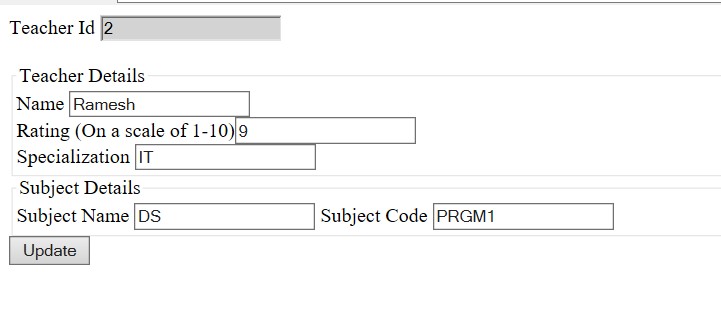 Teacher Id 2
Teacher Details
Name Ramesh
Rating (On a scale of 1-10) 9
Specialization IT
Subject Details
Subject Name DS Subject Code PRGM1
Update